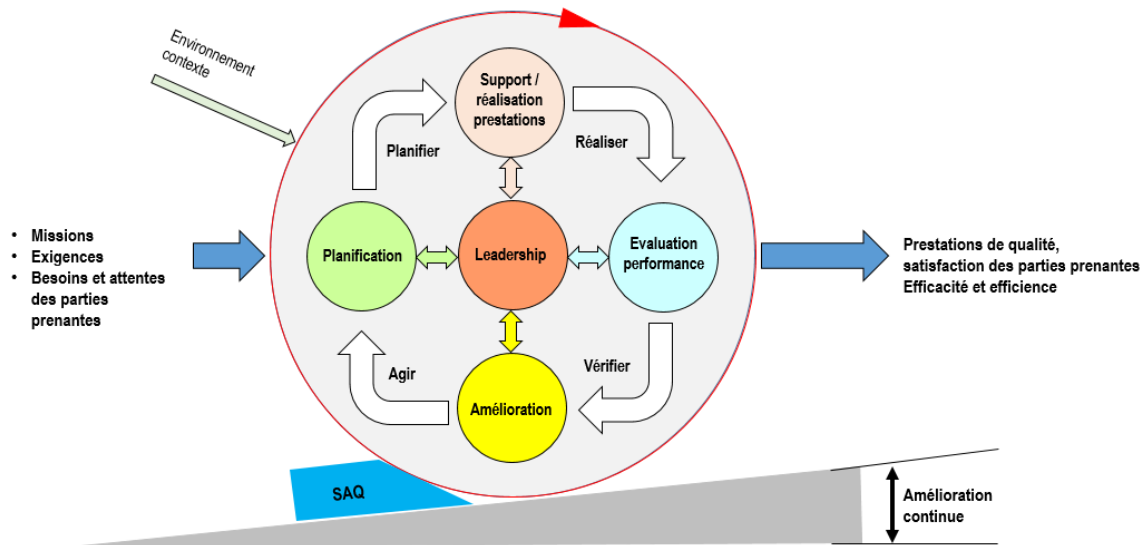 Environnement
contexte
Support /
réalisation
prestations
Planifier
Réaliser
• Missions
• Exigences
• Besoins et attentes
des parties
prenantes
Planification
Leadership
Evaluation
performance
Prestations de qualité,
satisfaction des parties prenantes
Efficacité et efficience
Agir
Vérifier
Amélioration
SAQ
Amélioration
continue